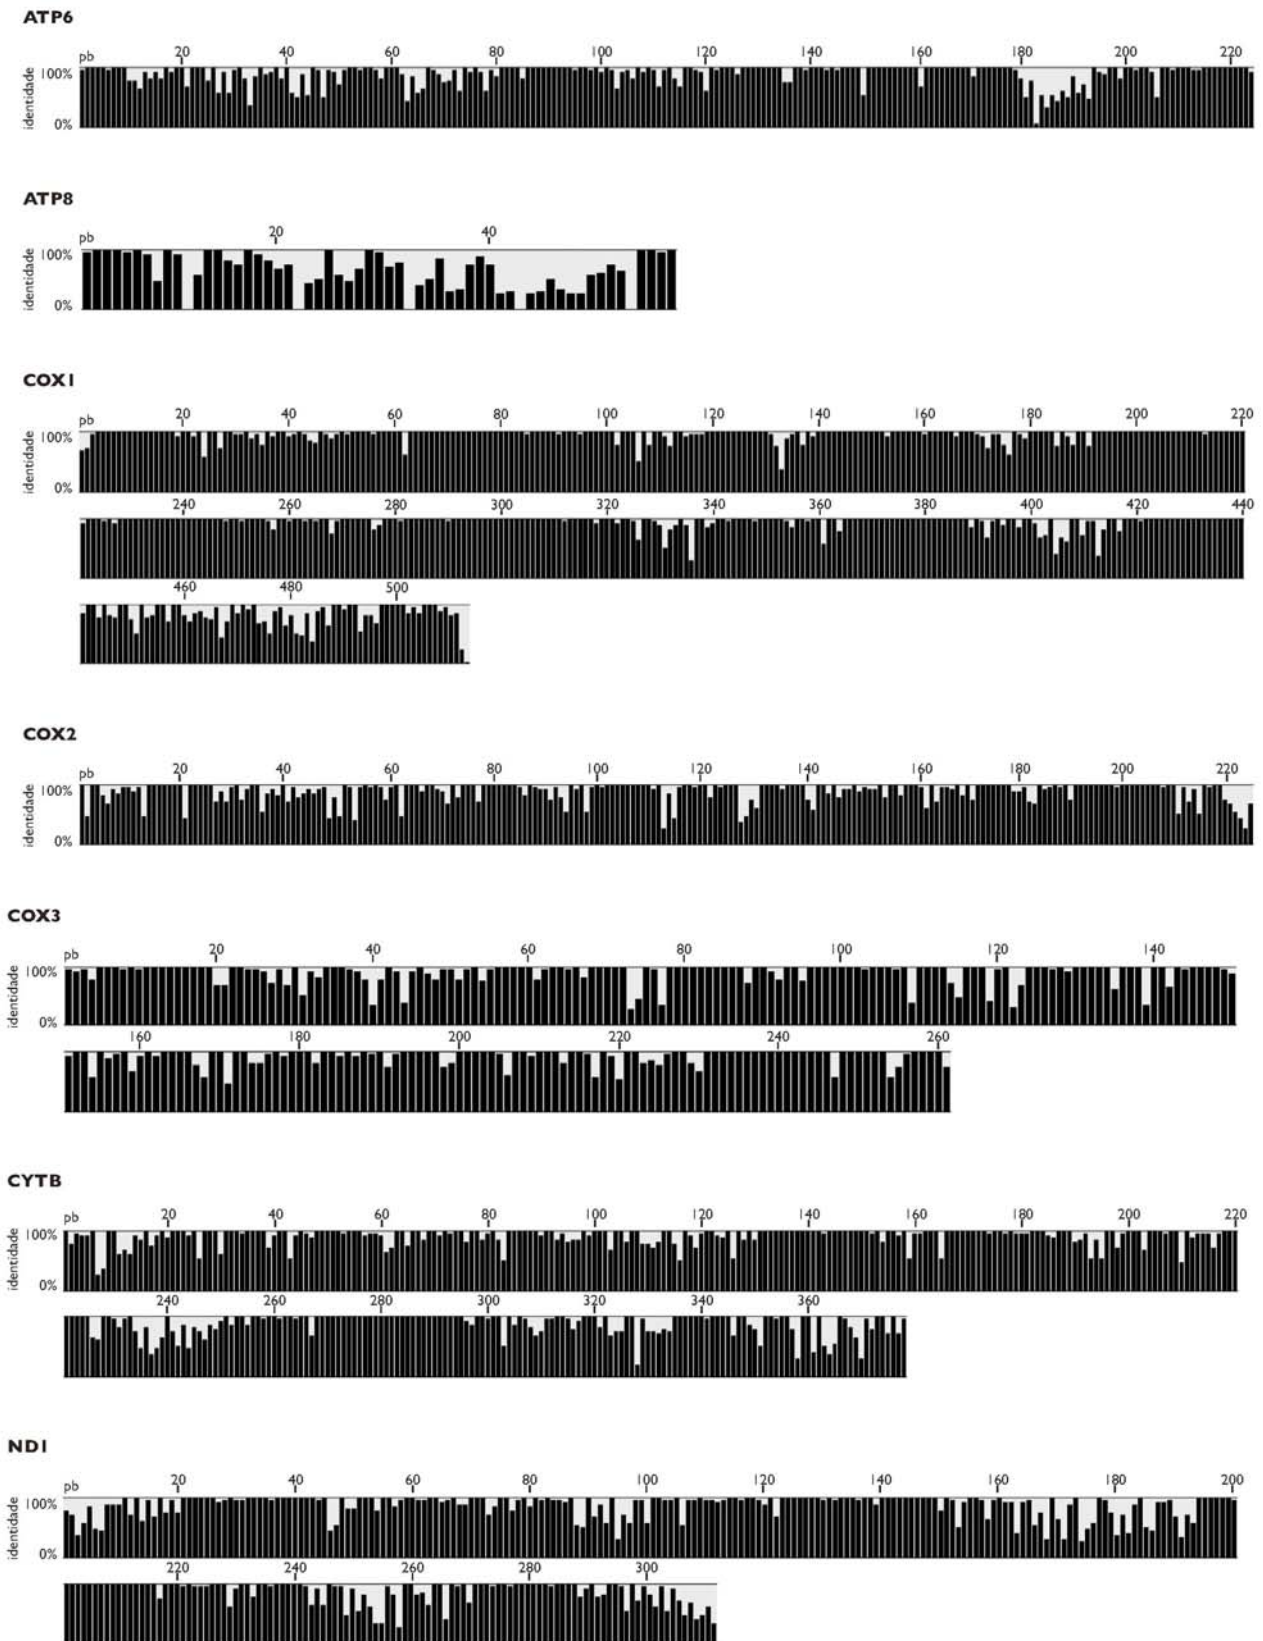 ATP6
pb 20 40 60 80 100 120 140 160 180 200 220
identidade 100%
0%
ATP8
pb 20 40
identidade 100%
0%
COX1
pb 20 40 60 80 100 120 140 160 180 200 220
identidade 100%
0%
240 260 280 300 320 340 360 380 400 420 440
460 480 500
COX2
pb 20 40 60 80 100 120 140 160 180 200 220
identidade 100%
0%
COX3
pb 20 40 60 80 100 120 140
identidade 100%
0%
160 180 200 220 240 260
CYTB
pb 20 40 60 80 100 120 140 160 180 200 220
identidade 100%
0%
240 260 280 300 320 340 360
ND1
pb 20 40 60 80 100 120 140 160 180 200
identidade 100%
0%
220 240 260 280 300